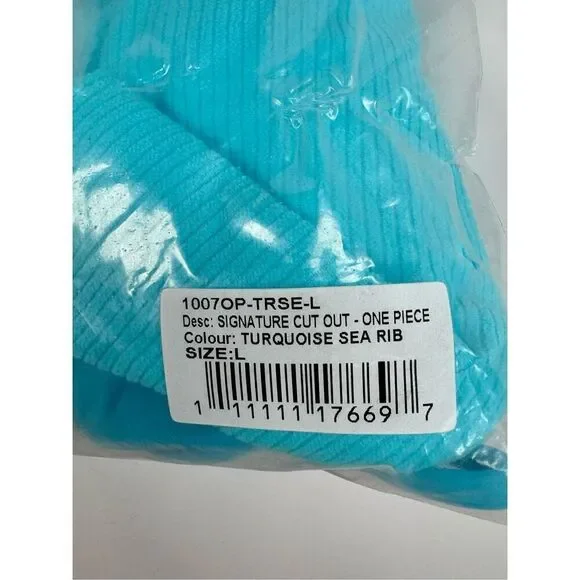 1007OP-TRSE-L
Desc: SIGNATURE CUT OUT - ONE PIECE
Colour: TURQUOISE SEA RIB
SIZE:L
1 11111 17669 7